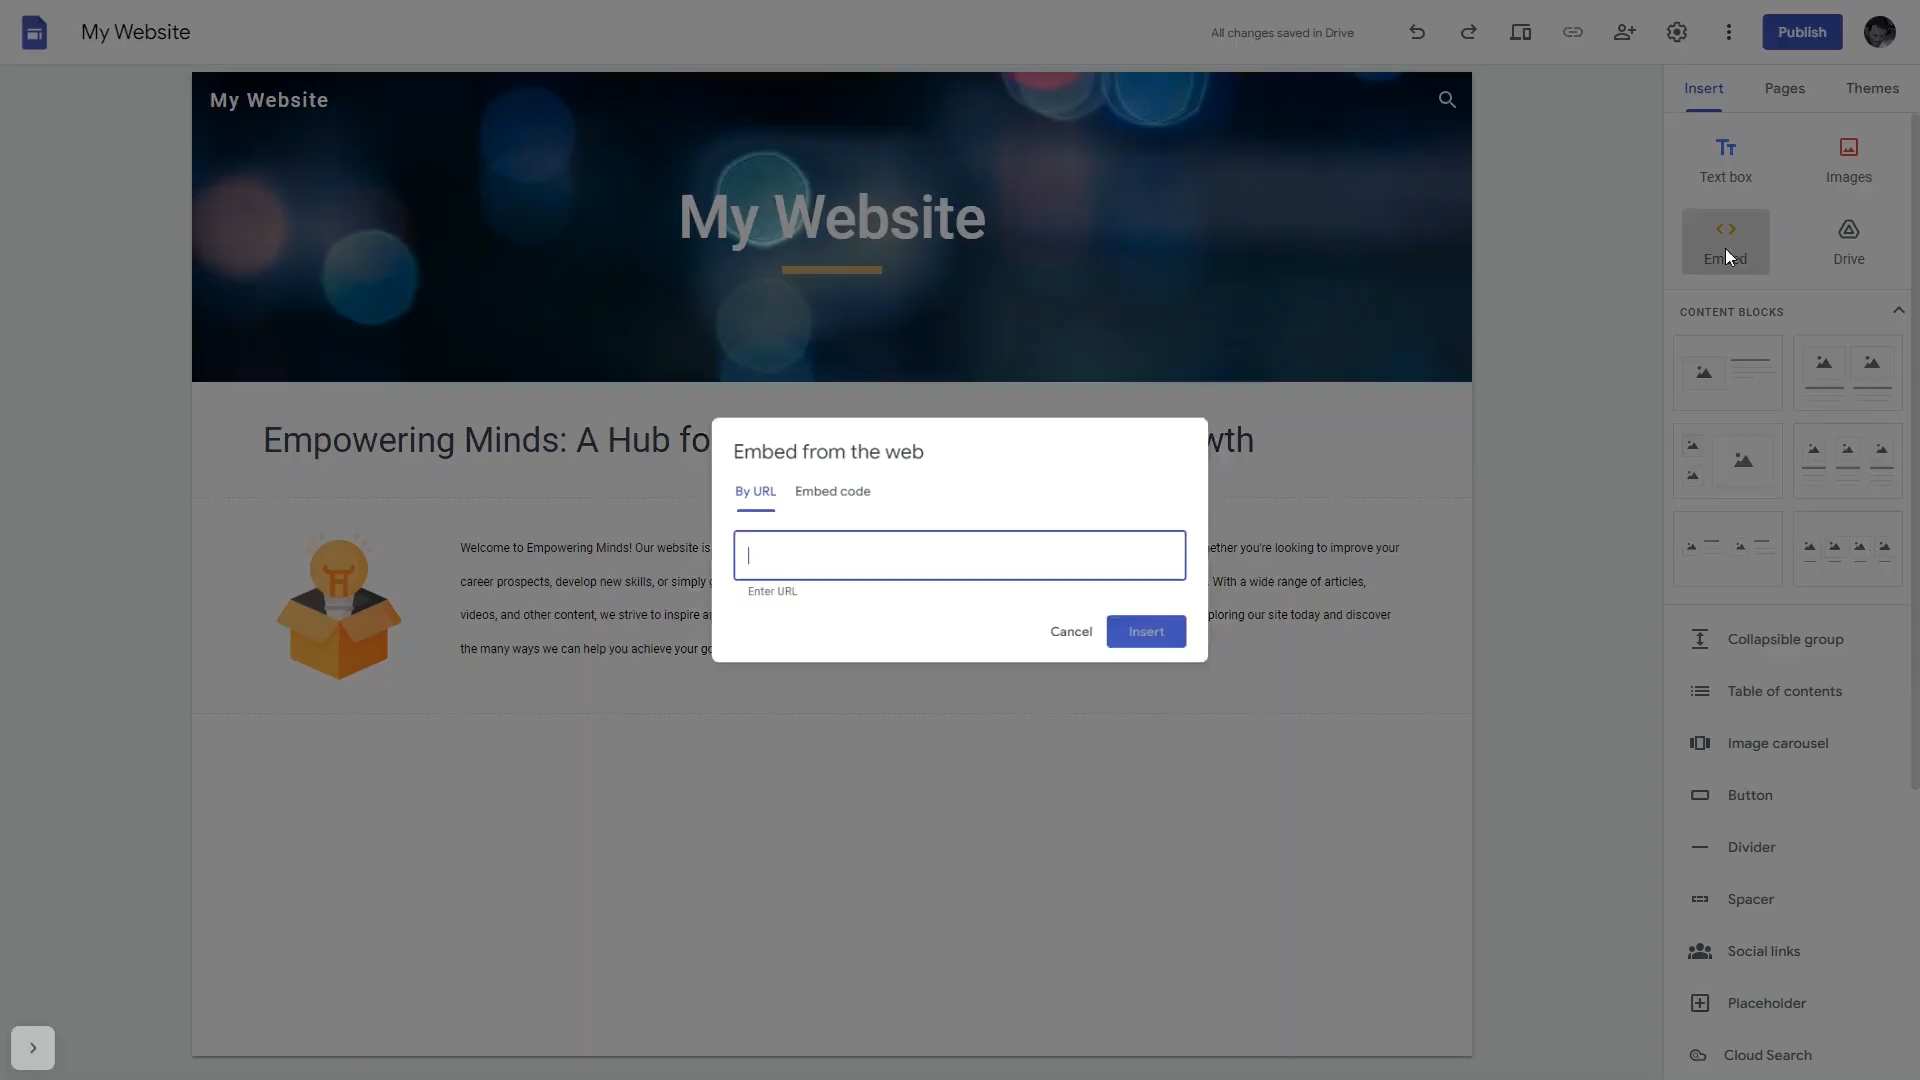 My Website
All changes saved in Drive
Publish
My Website
My Website
Empowering Minds: A Hub fo
wth
Welcome to Empowering Minds! Our website is
ether you're looking to improve your
career prospects, develop new skills, or simply
. With a wide range of articles,
videos, and other content, we strive to inspire a
ploring our site today and discover
the many ways we can help you achieve your go
Embed from the web
By URL Embed code
Enter URL
Cancel Insert
Insert Pages Themes
Text box Images
Embed Drive
CONTENT BLOCKS
Collapsible group
Table of contents
Image carousel
Button
Divider
Spacer
Social links
Placeholder
Cloud Search